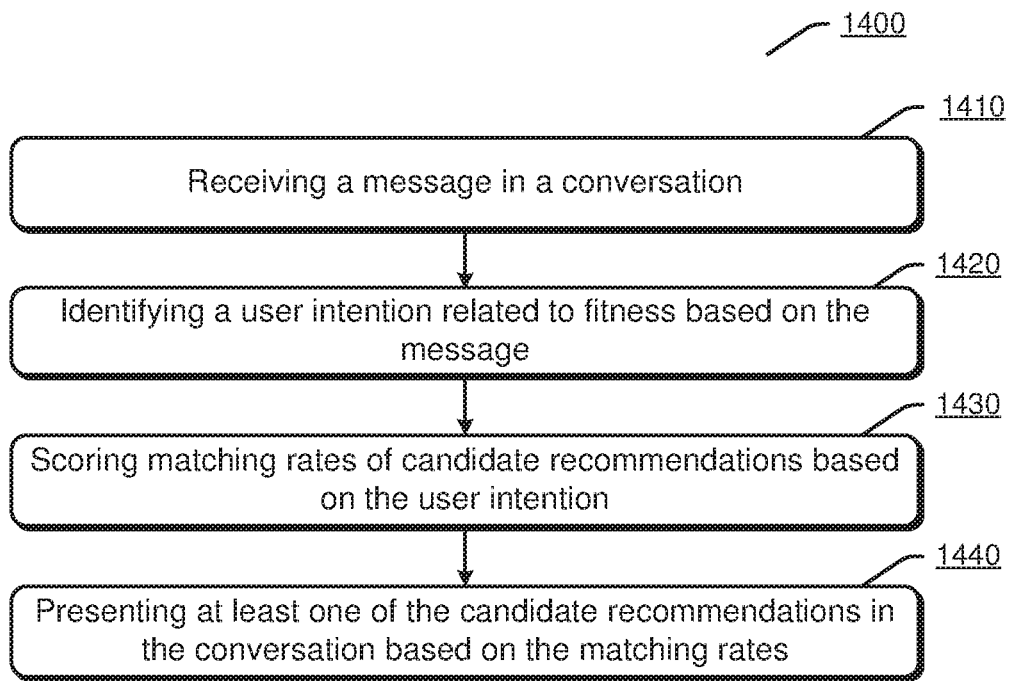 1400
1410
Receiving a message in a conversation
1420
Identifying a user intention related to fitness based on the
message
1430
Scoring matching rates of candidate recommendations based
on the user intention
1440
Presenting at least one of the candidate recommendations in
the conversation based on the matching rates